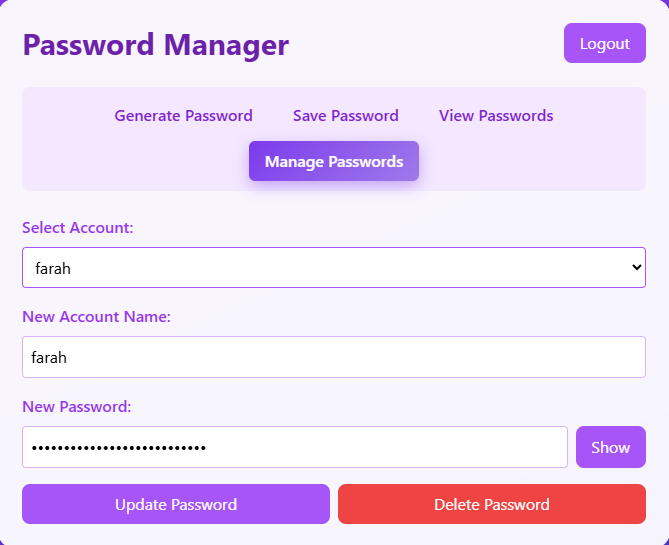 Password Manager
Logout
Generate Password Save Password View Passwords
Manage Passwords
Select Account:
farah
New Account Name:
farah
New Password:
•••••••••••••••••••••••••••
Show
Update Password Delete Password